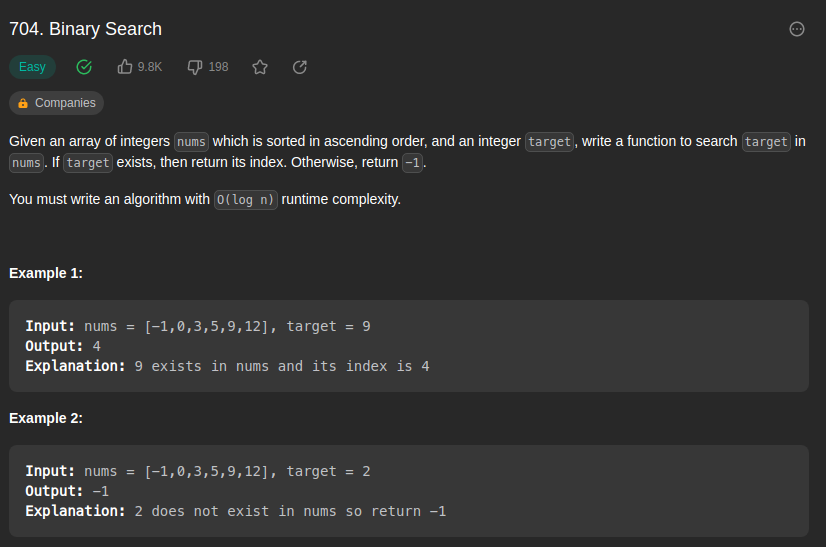 704. Binary Search
Easy 9.8K 198
Companies
Given an array of integers nums which is sorted in ascending order, and an integer target, write a function to search target in
nums. If target exists, then return its index. Otherwise, return -1.
You must write an algorithm with O(log n) runtime complexity.
Example 1:
Input: nums = [-1,0,3,5,9,12], target = 9
Output: 4
Explanation: 9 exists in nums and its index is 4
Example 2:
Input: nums = [-1,0,3,5,9,12], target = 2
Output: -1
Explanation: 2 does not exist in nums so return -1